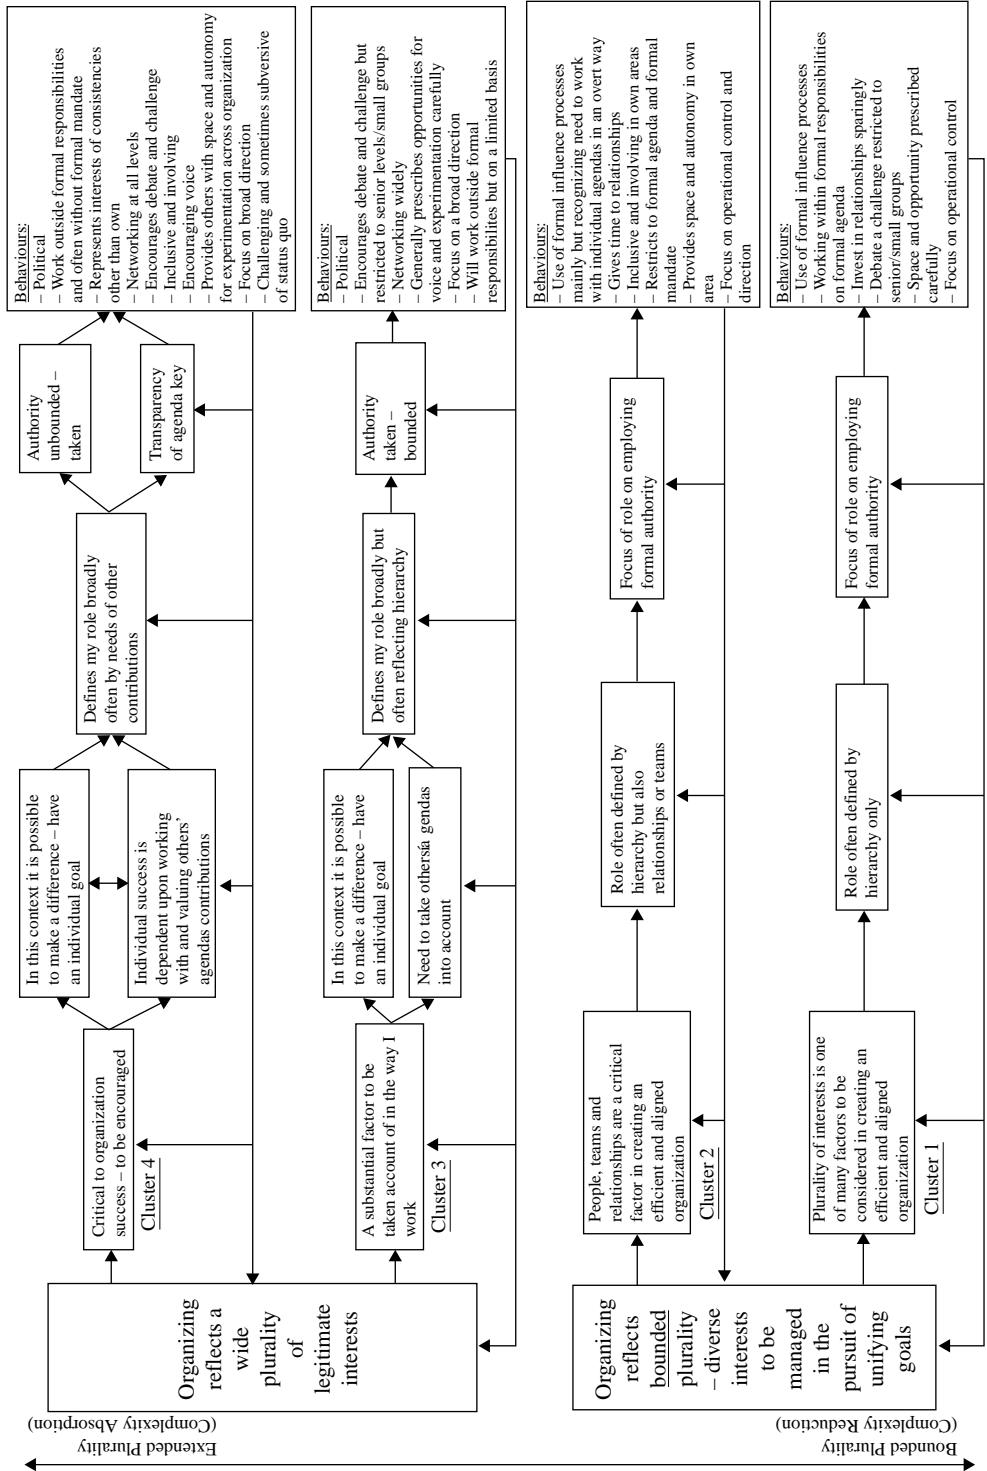 Extended Plurality
(Complexity Absorption)
Bounded Plurality
(Complexity Reduction)
Organizing
reflects a
wide
plurality
of
legitimate
interests
Critical to organization
success – to be encouraged
Cluster 4
In this context it is possible
to make a difference – have
an individual goal
Individual success is
dependent upon working
with and valuing others’
agendas contributions
Defines my role broadly
often by needs of other
contributions
Authority
unbounded –
taken
Transparency
of agenda key
Behaviours:
– Political
– Work outside formal responsibilities
and often without formal mandate
– Represents interests of consistencies
other than own
– Networking at all levels
– Encourages debate and challenge
– Inclusive and involving
– Encouraging voice
– Provides others with space and autonomy
for experimentation across organization
– Focus on broad direction
– Challenging and sometimes subversive
of status quo
A substantial factor to be
taken account of in the way I
work
Cluster 3
In this context it is possible
to make a difference – have
an individual goal
Need to take othersía gendas
into account
Defines my role broadly but
often reflecting hierarchy
Authority
taken –
bounded
Behaviours:
– Political
– Encourages debate and challenge but
restricted to senior levels/small groups
– Networking widely
– Generally prescribes opportunities for
voice and experimentation carefully
– Focus on a broad direction
– Will work outside formal
responsibilites but on a limited basis
Organizing
reflects
bounded
plurality
– diverse
interests
to be
managed
in the
pursuit of
unifying
goals
People, teams and
relationships are a critical
factor in creating an
efficient and aligned
organization
Cluster 2
Role often defined by
hierarchy but also
relationships or teams
Focus of role on employing
formal authority
Behaviours:
– Use of formal influence processes
mainly but recognizing need to work
with individual agendas in an overt way
– Gives time to relationships
– Inclusive and involving in own areas
– Restricts to formal agenda and formal
mandate
– Provides space and autonomy in own
area
– Focus on operational control and
direction
Plurality of interests is one
of many factors to be
considered in creating an
efficient and aligned
organization
Cluster 1
Role often defined by
hierarchy only
Focus of role on employing
formal authority
Behaviours:
– Use of formal influence processes
– Working within formal responsibilities
on formal agenda
– Invest in relationships sparingly
– Debate a challenge restricted to
senior/small groups
– Space and opportunity prescribed
carefully
– Focus on operational control